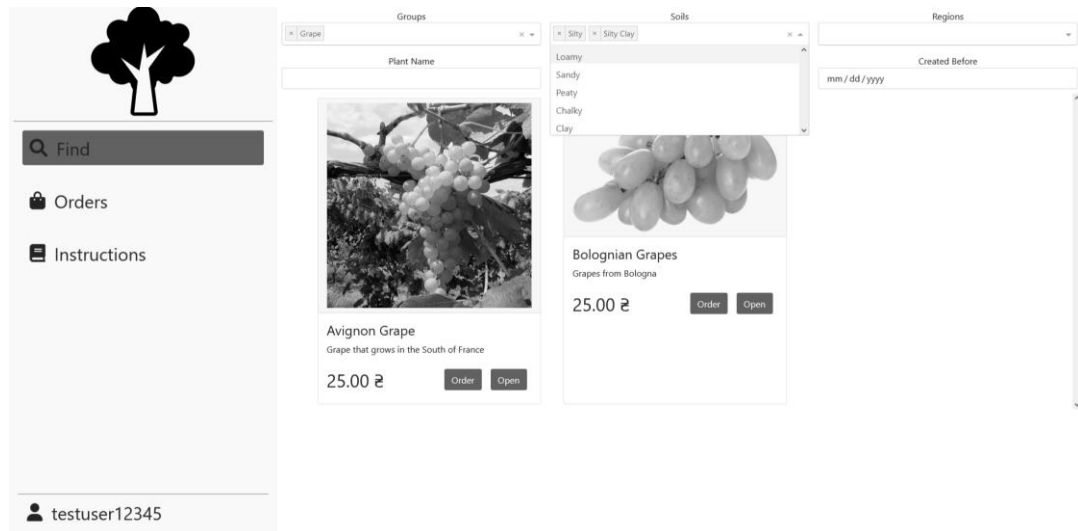 Find
Orders
Instructions
testuser12345
Groups
× Grape
Plant Name
Soils
× Silty × Silty Clay
Loamy
Sandy
Peaty
Chalky
Clay
Regions
Created Before
mm/dd/yyyy
Avignon Grape
Grape that grows in the South of France
25.00 ₴
Order Open
Bolognian Grapes
Grapes from Bologna
25.00 ₴
Order Open